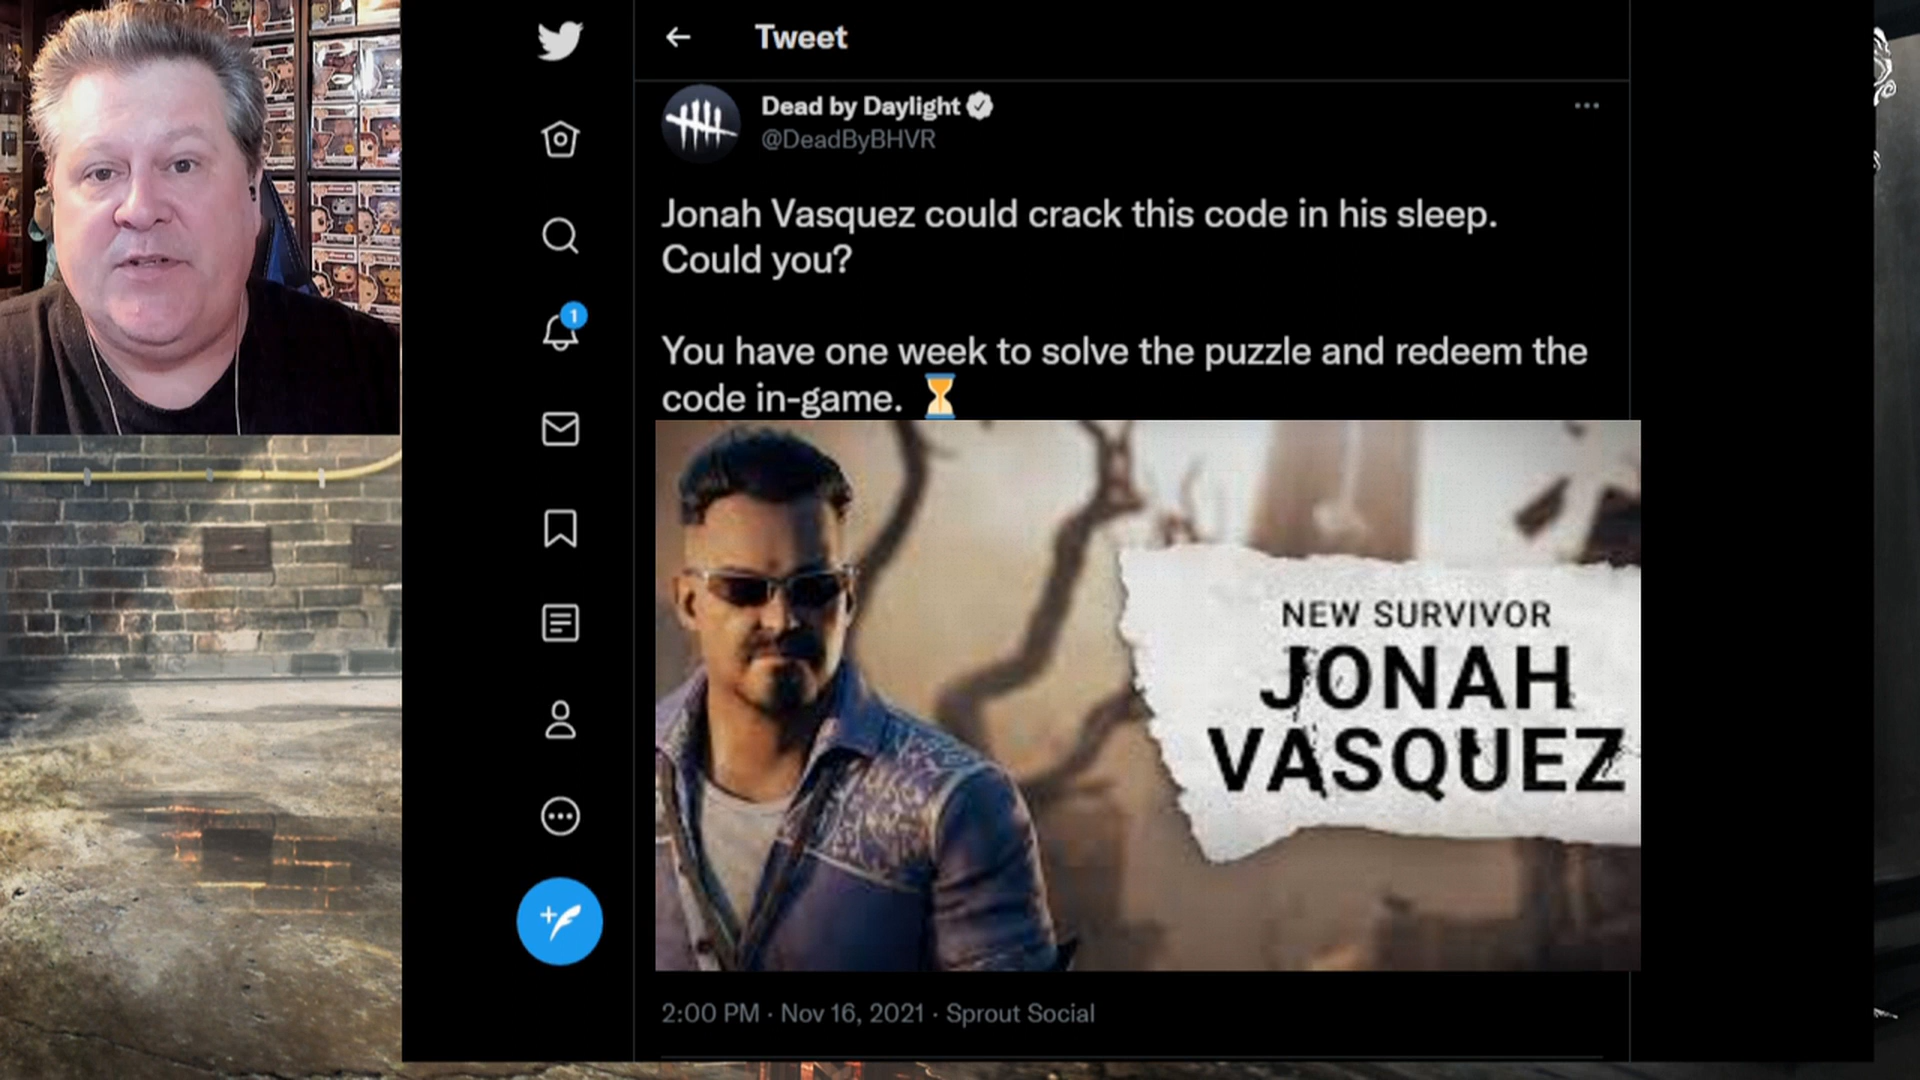 Tweet
Dead by Daylight
@DeadByBHVR
Jonah Vasquez could crack this code in his sleep.
Could you?
You have one week to solve the puzzle and redeem the
code in-game.
1
NEW SURVIVOR
JONAH
VASQUEZ
2:00 PM · Nov 16, 2021 · Sprout Social